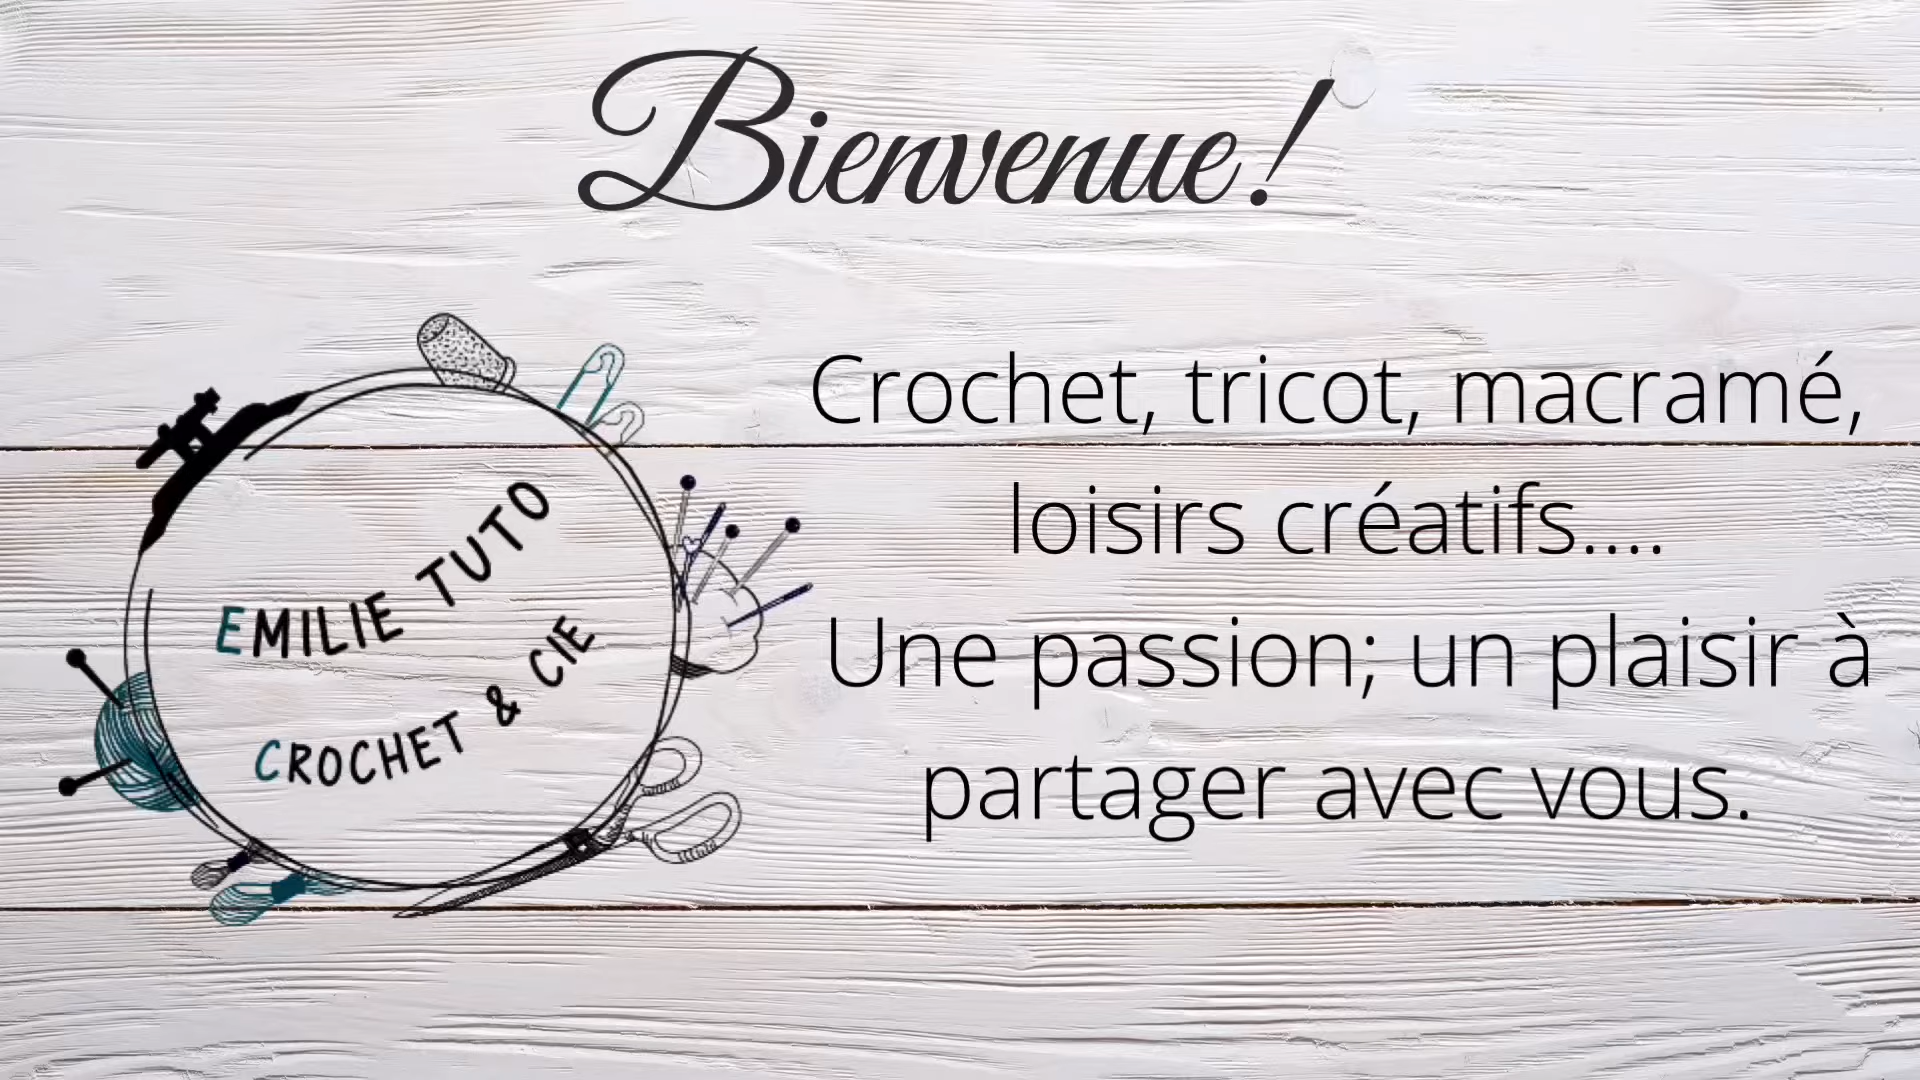 Bienvenue!
EMILIE TUTO
CROCHET & CIE
Crochet, tricot, macramé,
loisirs créatifs....
Une passion; un plaisir à
partager avec vous.